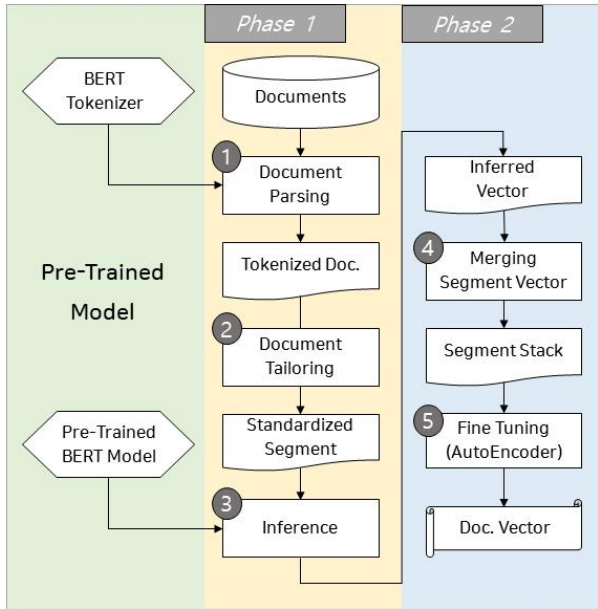 Phase 1
Phase 2
BERT
Tokenizer
Documents
1
Document
Parsing
Inferred
Vector
Tokenized Doc.
4
Merging
Segment Vector
Pre-Trained
Model
2
Document
Tailoring
Segment Stack
Pre-Trained
BERT Model
Standardized
Segment
5
Fine Tuning
(AutoEncoder)
3
Inference
Doc. Vector